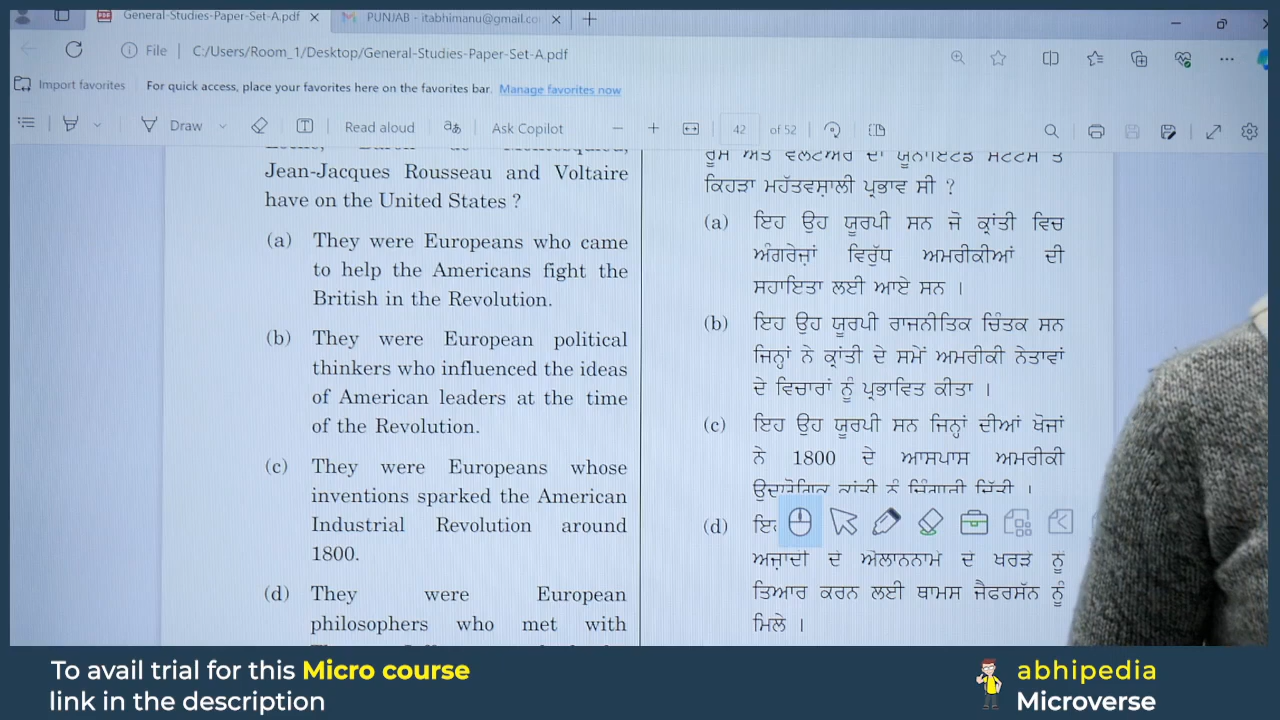 General-Studies-Paper-Set-A.pdf
PUNJAB - itabhimanu@gmail.co
File
C:/Users/Room_1/Desktop/General-Studies-Paper-Set-A.pdf
Import favorites
For quick access, place your favorites here on the favorites bar. Manage favorites now
Draw
Read aloud
Ask Copilot
42 of 52
Jean-Jacques Rousseau and Voltaire
have on the United States ?
(a) They were Europeans who came
to help the Americans fight the
British in the Revolution.
(b) They were European political
thinkers who influenced the ideas
of American leaders at the time
of the Revolution.
(c) They were Europeans whose
inventions sparked the American
Industrial Revolution around
1800.
(d) They were European
philosophers who met with
ਕਿਹੜਾ ਮਹੱਤਵਸ਼ਾਲੀ ਪ੍ਰਭਾਵ ਸੀ ?
(a) ਇਹ ਉਹ ਯੂਰਪੀ ਸਨ ਜੋ ਕ੍ਰਾਂਤੀ ਵਿਚ
ਅੰਗਰੇਜ਼ਾਂ ਵਿਰੁੱਧ ਅਮਰੀਕੀਆਂ ਦੀ
ਸਹਾਇਤਾ ਲਈ ਆਏ ਸਨ ।
(b) ਇਹ ਉਹ ਯੂਰਪੀ ਰਾਜਨੀਤਿਕ ਚਿੰਤਕ ਸਨ
ਜਿਨ੍ਹਾਂ ਨੇ ਕ੍ਰਾਂਤੀ ਦੇ ਸਮੇਂ ਅਮਰੀਕੀ ਨੇਤਾਵਾਂ
ਦੇ ਵਿਚਾਰਾਂ ਨੂੰ ਪ੍ਰਭਾਵਿਤ ਕੀਤਾ ।
(c) ਇਹ ਉਹ ਯੂਰਪੀ ਸਨ ਜਿਨ੍ਹਾਂ ਦੀਆਂ ਖੋਜਾਂ
ਨੇ 1800 ਦੇ ਆਸਪਾਸ ਅਮਰੀਕੀ
(d)
ਅਜ਼ਾਦੀ ਦੇ ਐਲਾਨਨਾਮੇ ਦੇ ਖਰੜੇ ਨੂੰ
ਤਿਆਰ ਕਰਨ ਲਈ ਥਾਮਸ ਜੈਫਰਸੱਨ ਨੂੰ
ਮਿਲੇ ।
To avail trial for this Micro course
link in the description
abhipedia
Microverse